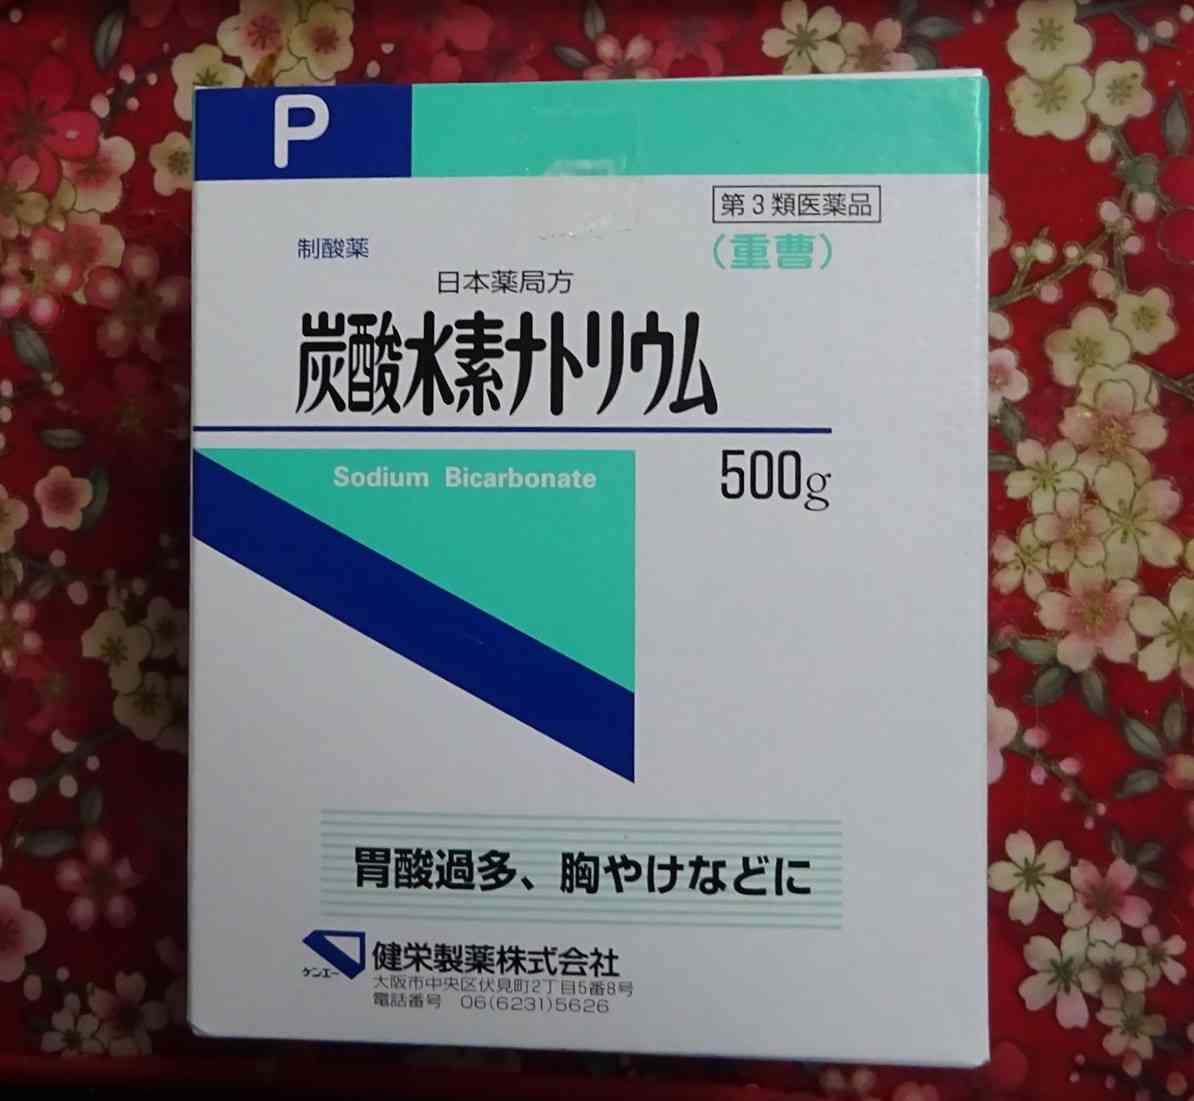 P
第3類医薬品
(重曹)
制酸薬
日本薬局方
炭酸水素ナトリウム
Sodium Bicarbonate
500g
胃酸過多、胸やけなどに
ケンエー
健栄製薬株式会社
大阪市中央区伏見町2丁目5番8号
電話番号 06(6231)5626